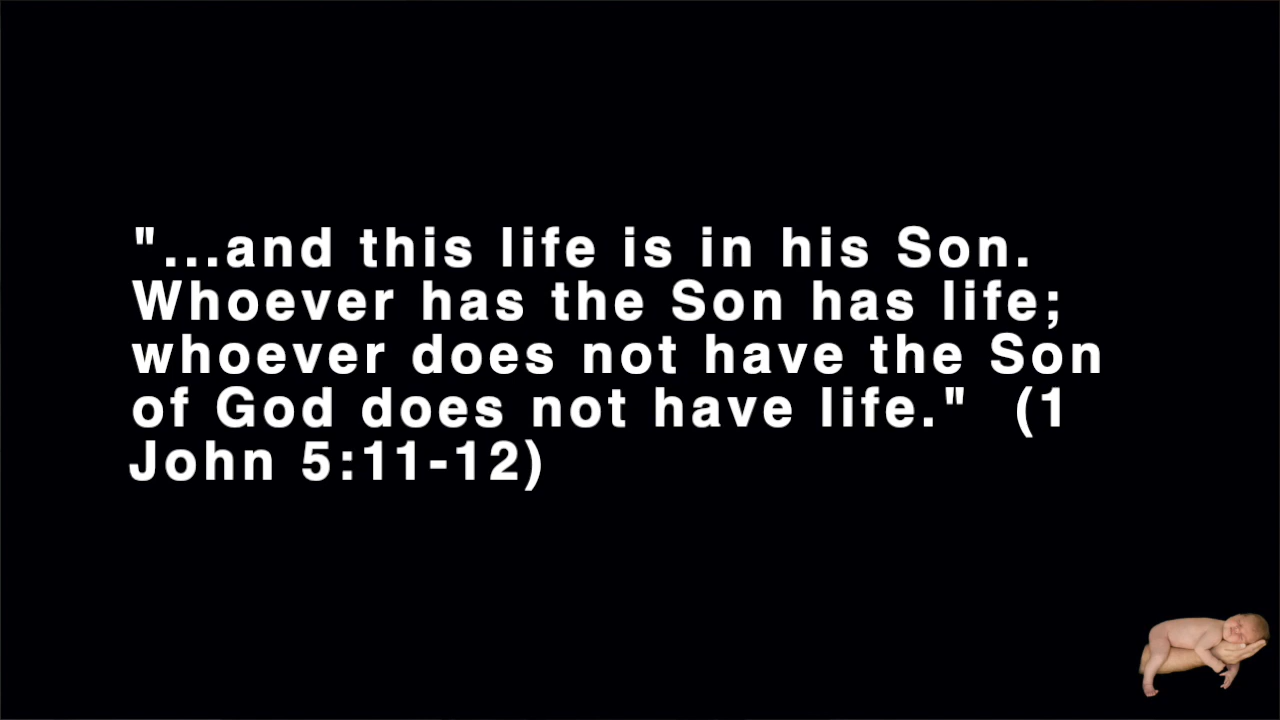 "...and this life is in his Son.
Whoever has the Son has life;
whoever does not have the Son
of God does not have life."  (1
John 5:11-12)